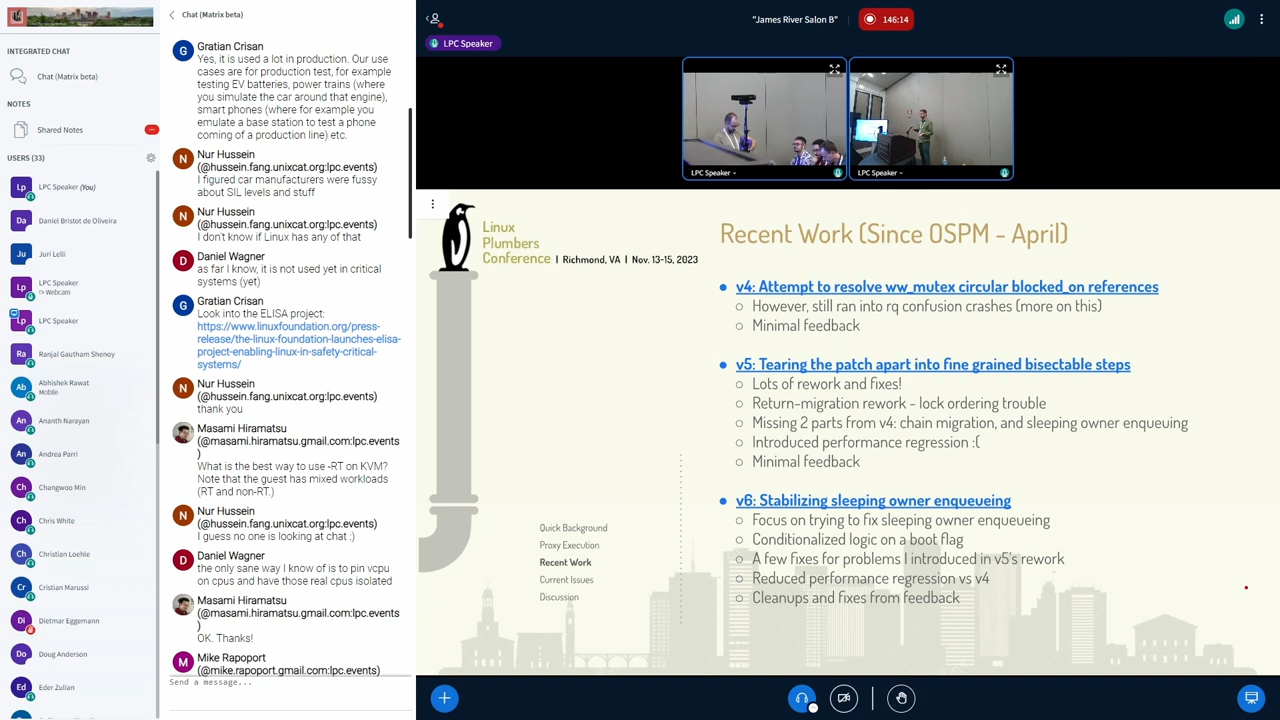 INTEGRATED CHAT
Chat (Matrix beta)
NOTES
Shared Notes
USERS (33)
Lp LPC Speaker (You)
Da Daniel Bristot de Oliveira
Ju Juri Lelli
Lp LPC Speaker
Webcam
Lp LPC Speaker
Ra Ranjal Gautham Shenoy
Ab Abhishek Rawat
Mobile
An Ananth Narayan
An Andrea Parri
Ch Changwoo Min
Ch Chris White
Ch Christian Loehle
Cr Cristian Marussi
Di Dietmar Eggemann
Do Doug Anderson
Ed Eder Zulian
Chat (Matrix beta)
G Gratian Crisan
Yes, it is used a lot in production. Our use
cases are for production test, for example
testing EV batteries, power trains (where
you simulate the car around that engine),
smart phones (where for example you
emulate a base station to test a phone
coming of a production line) etc.
N Nur Hussein
(@hussein.fang.unixcat.org:lpc.events)
I figured car manufacturers were fussy
about SIL levels and stuff
N Nur Hussein
(@hussein.fang.unixcat.org:lpc.events)
I don't know if Linux has any of that
D Daniel Wagner
as far I know, it is not used yet in critical
systems (yet)
G Gratian Crisan
Look into the ELISA project:
https://www.linuxfoundation.org/press-
release/the-linux-foundation-launches-elisa-
project-enabling-linux-in-safety-critical-
systems/
N Nur Hussein
(@hussein.fang.unixcat.org:lpc.events)
thank you
Masami Hiramatsu
(@masami.hiramatsu.gmail.com:lpc.events
)
What is the best way to use -RT on KVM?
Note that the guest has mixed workloads
(RT and non-RT.)
N Nur Hussein
(@hussein.fang.unixcat.org:lpc.events)
I guess no one is looking at chat :)
D Daniel Wagner
the only sane way I know of is to pin vcpu
on cpus and have those real cpus isolated
Masami Hiramatsu
(@masami.hiramatsu.gmail.com:lpc.events
)
OK. Thanks!
M Mike Rapoport
(@mike.rapoport.gmail.com:lpc.events)
Send a message...
"James River Salon B"
146:14
LPC Speaker
LPC Speaker
LPC Speaker
Linux
Plumbers
Conference | Richmond, VA | Nov. 13-15, 2023
Quick Background
Proxy Execution
Recent Work
Current Issues
Discussion
Recent Work (Since OSPM - April)
● v4: Attempt to resolve ww_mutex circular blocked_on references
○ However, still ran into rq confusion crashes (more on this)
○ Minimal feedback
● v5: Tearing the patch apart into fine grained bisectable steps
○ Lots of rework and fixes!
○ Return-migration rework - lock ordering trouble
○ Missing 2 parts from v4: chain migration, and sleeping owner enqueuing
○ Introduced performance regression :(
○ Minimal feedback
● v6: Stabilizing sleeping owner enqueueing
○ Focus on trying to fix sleeping owner enqueueing
○ Conditionalized logic on a boot flag
○ A few fixes for problems I introduced in v5's rework
○ Reduced performance regression vs v4
○ Cleanups and fixes from feedback